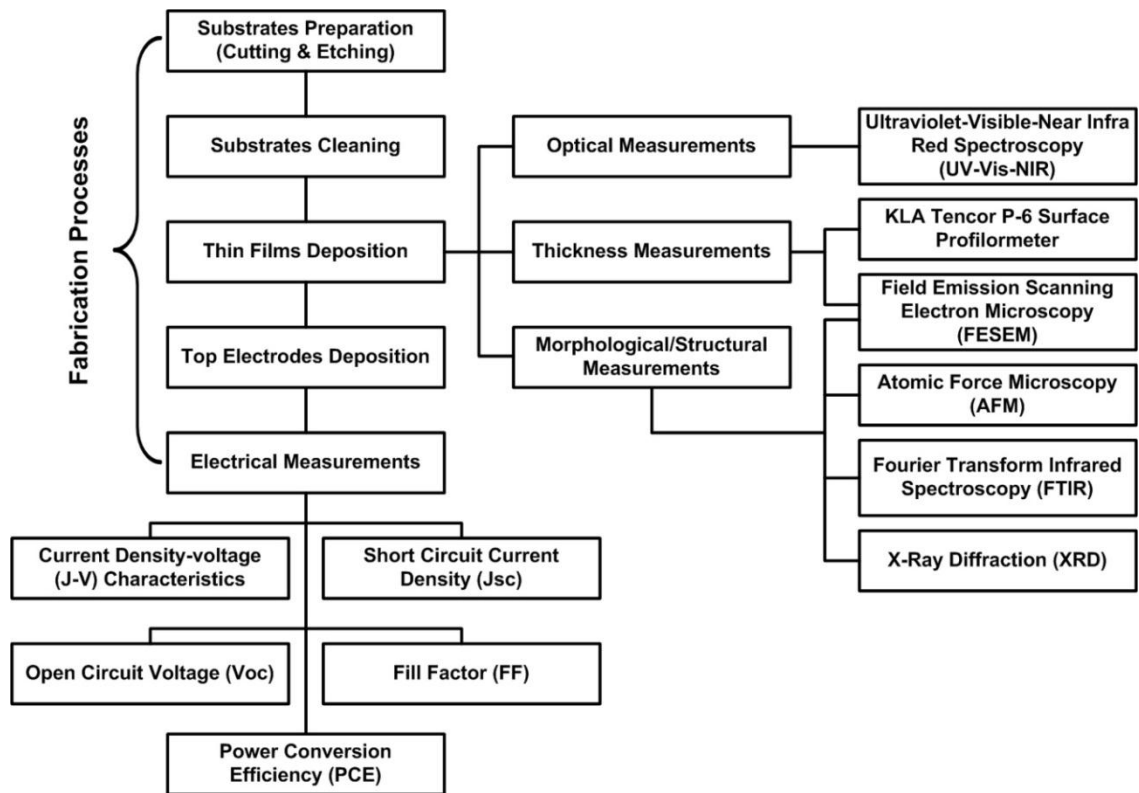 Substrates Preparation
(Cutting & Etching)
Fabrication Processes
Substrates Cleaning
Optical Measurements
Ultraviolet-Visible-Near Infra
Red Spectroscopy
(UV-Vis-NIR)
Thin Films Deposition
Thickness Measurements
KLA Tencor P-6 Surface
Profilormeter
Field Emission Scanning
Electron Microscopy
(FESEM)
Top Electrodes Deposition
Morphological/Structural
Measurements
Atomic Force Microscopy
(AFM)
Electrical Measurements
Fourier Transform Infrared
Spectroscopy (FTIR)
X-Ray Diffraction (XRD)
Current Density-voltage
(J-V) Characteristics
Short Circuit Current
Density (Jsc)
Open Circuit Voltage (Voc)
Fill Factor (FF)
Power Conversion
Efficiency (PCE)